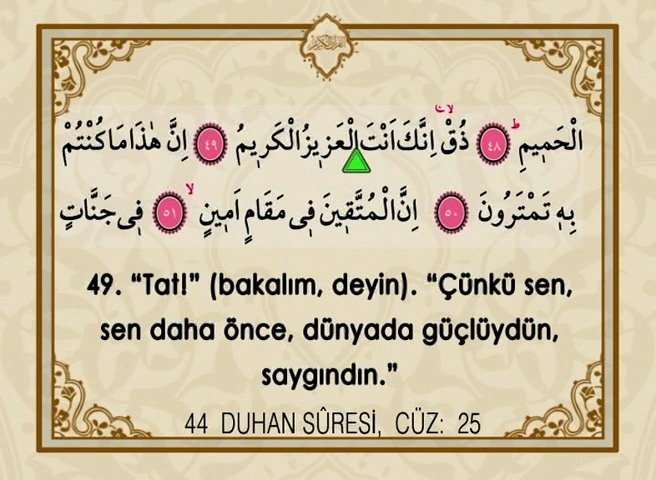 الْحَمٖيمِؕ ﴿٤٨﴾ ذُقْۙۚ اِنَّكَ اَنْتَ الْعَزٖيزُ الْكَرٖيمُ ﴿٤٩﴾ اِنَّ هٰذَا مَا كُنْتُمْ
بِهٖ تَمْتَرُونَ ﴿٥٠﴾ اِنَّ الْمُتَّقٖينَ فٖى مَقَامٍ اَمٖينٍۙ ﴿٥١﴾ فٖى جَنَّاتٍ
49. “Tat!” (bakalım, deyin). “Çünkü sen,
sen daha önce, dünyada güçlüydün,
saygındın.”
44 DUHAN SÛRESİ, CÜZ: 25